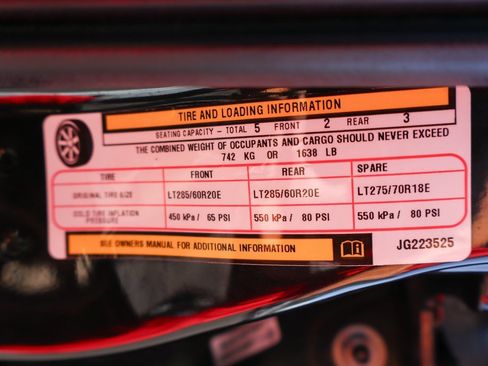 TIRE AND LOADING INFORMATION
SEATING CAPACITY - TOTAL 5 FRONT 2 REAR 3
THE COMBINED WEIGHT OF OCCUPANTS AND CARGO SHOULD NEVER EXCEED
742 KG OR 1638 LB
TIRE FRONT REAR SPARE
ORIGINAL TIRE SIZE LT285/60R20E LT285/60R20E LT275/70R18E
COLD TIRE INFLATION PRESSURE 450 kPa / 65 PSI 550 kPa / 80 PSI 550 kPa / 80 PSI
SEE OWNERS MANUAL FOR ADDITIONAL INFORMATION JG223525